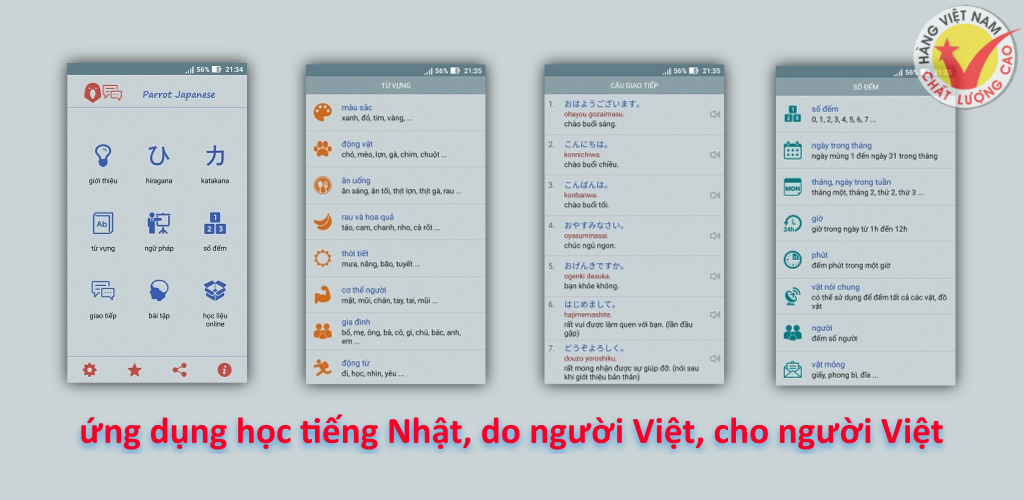 HÀNG VIỆT NAM
CHẤT LƯỢNG CAO
56% 21:34
Parrot Japanese
giới thiệu
ひ
hiragana
カ
katakana
Ab
từ vựng
ngữ pháp
1
2 3
số đếm
giao tiếp
bài tập
học liệu
online
56% 21:35
TỪ VỰNG
màu sắc
xanh, đỏ, tím, vàng, ...
động vật
chó, mèo, lợn, gà, chim, chuột ...
ăn uống
ăn sáng, ăn tối, thịt lợn, thịt gà, rau ...
rau và hoa quả
táo, cam, chanh, nho, cà rốt ...
thời tiết
mưa, nắng, bão, tuyết ...
cơ thể người
mặt, mũi, chân, tay, tai, mũi ...
gia đình
bố, mẹ, ông, bà, cô, gì, chú, bác, anh,
em ...
động từ
đi, học, nhìn, yêu ...
56% 21:35
CÂU GIAO TIẾP
1. おはようございます。
ohayou gozaimasu.
chào buổi sáng.
2. こんにちは。
konnichiwa.
chào buổi chiều.
3. こんばんは。
konbanwa.
chào buổi tối.
4. おやすみなさい。
oyasuminasai.
chúc ngủ ngon.
5. おげんきですか。
ogenki desuka.
bạn khỏe không.
6. はじめまして。
hajimemashite.
rất vui được làm quen với bạn. (lần đầu
gặp)
7. どうぞよろしく。
douzo yoroshiku.
rất mong nhận được sự giúp đỡ. (nói sau
khi giới thiệu bản thân)
56%
SỐ ĐẾM
1
2 3
số đếm
0, 1, 2, 3, 4, 5, 6, 7 ...
ngày trong tháng
ngày mùng 1 đến ngày 31 trong tháng
MON
tháng, ngày trong tuần
tháng một, tháng 2, thứ 2, thứ 3 ...
24h
giờ
giờ trong ngày từ 1h đến 12h
phút
đếm phút trong một giờ
vật nói chung
có thể sử dụng để đếm tất cả các vật, đồ
vật
người
đếm số người
vật mỏng
giấy, phong bì, đĩa ...
ứng dụng học tiếng Nhật, do người Việt, cho người Việt